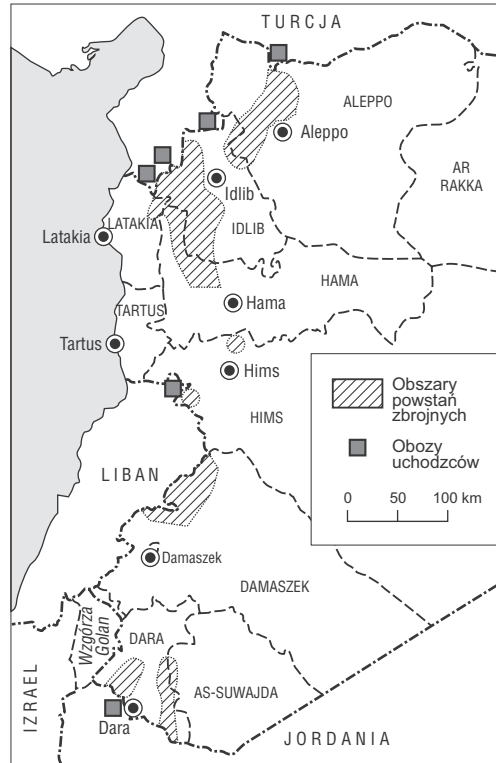 TURCJA
ALEPPO
Aleppo
AR
RAKKA
Idlib
LATAKIA
IDLIB
Latakia
HAMA
TARTUS
Hama
Tartus
Hims
HIMS
Obszary
powstań
zbrojnych
Obozy
uchodzców
0 50 100 km
LIBAN
Damaszek
DAMASZEK
Wzgórza
Golan
DARA
IZRAEL
AS-SUWAJDA
Dara
JORDANIA